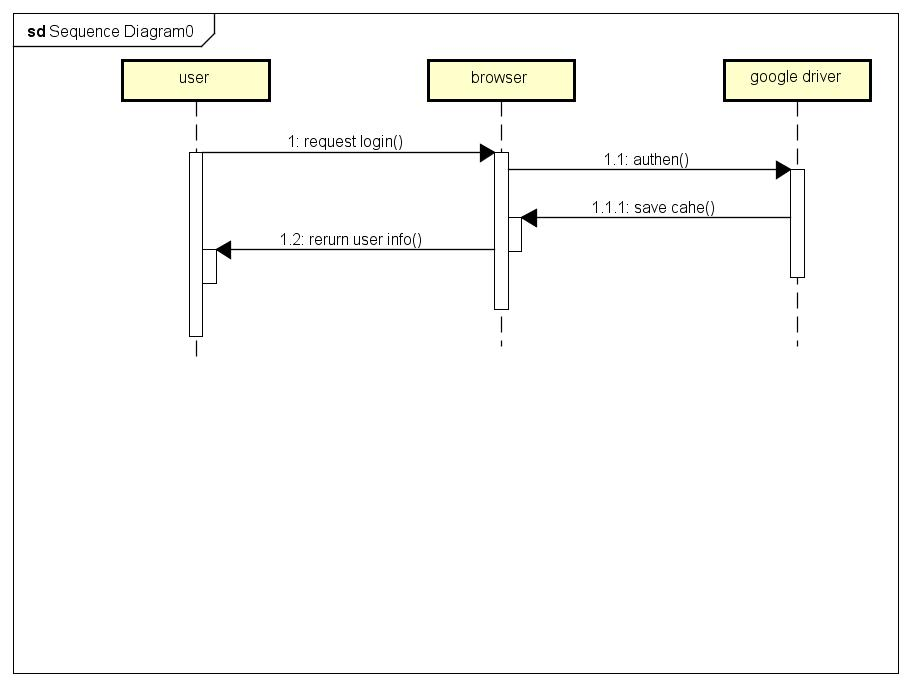 sd Sequence Diagram0
user
browser
google driver
1: request login()
1.1: authen()
1.1.1: save cahe()
1.2: rerurn user info()